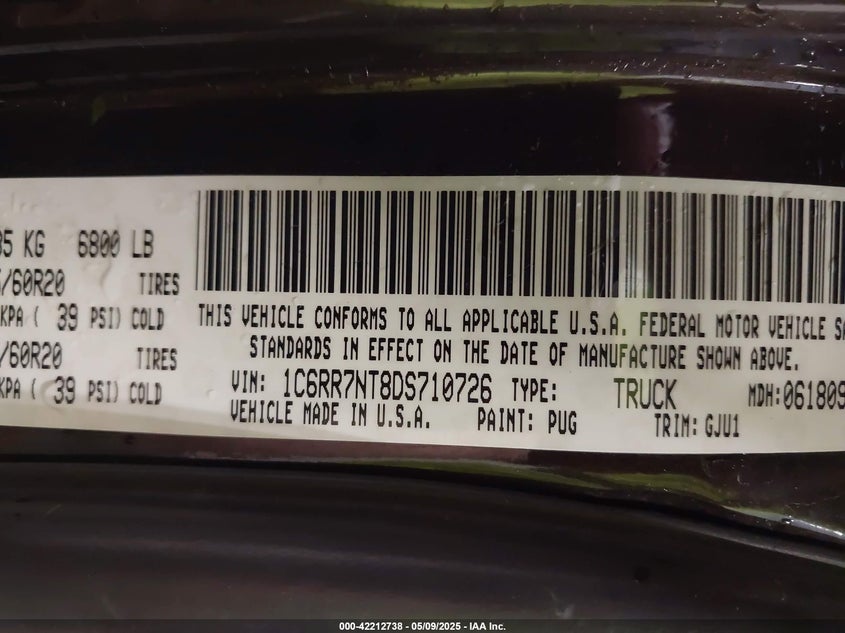 35 KG 6800 LB
/60R20 TIRES
KPA ( 39 PSI) COLD
/60R20 TIRES
KPA ( 39 PSI) COLD
THIS VEHICLE CONFORMS TO ALL APPLICABLE U.S.A. FEDERAL MOTOR VEHICLE SA
STANDARDS IN EFFECT ON THE DATE OF MANUFACTURE SHOWN ABOVE.
VIN: 1C6RR7NT8DS710726 TYPE: TRUCK MDH:061809
VEHICLE MADE IN U.S.A. PAINT: PUG TRIM: GJU1
000-42212738 - 05/09/2025 - IAA Inc.